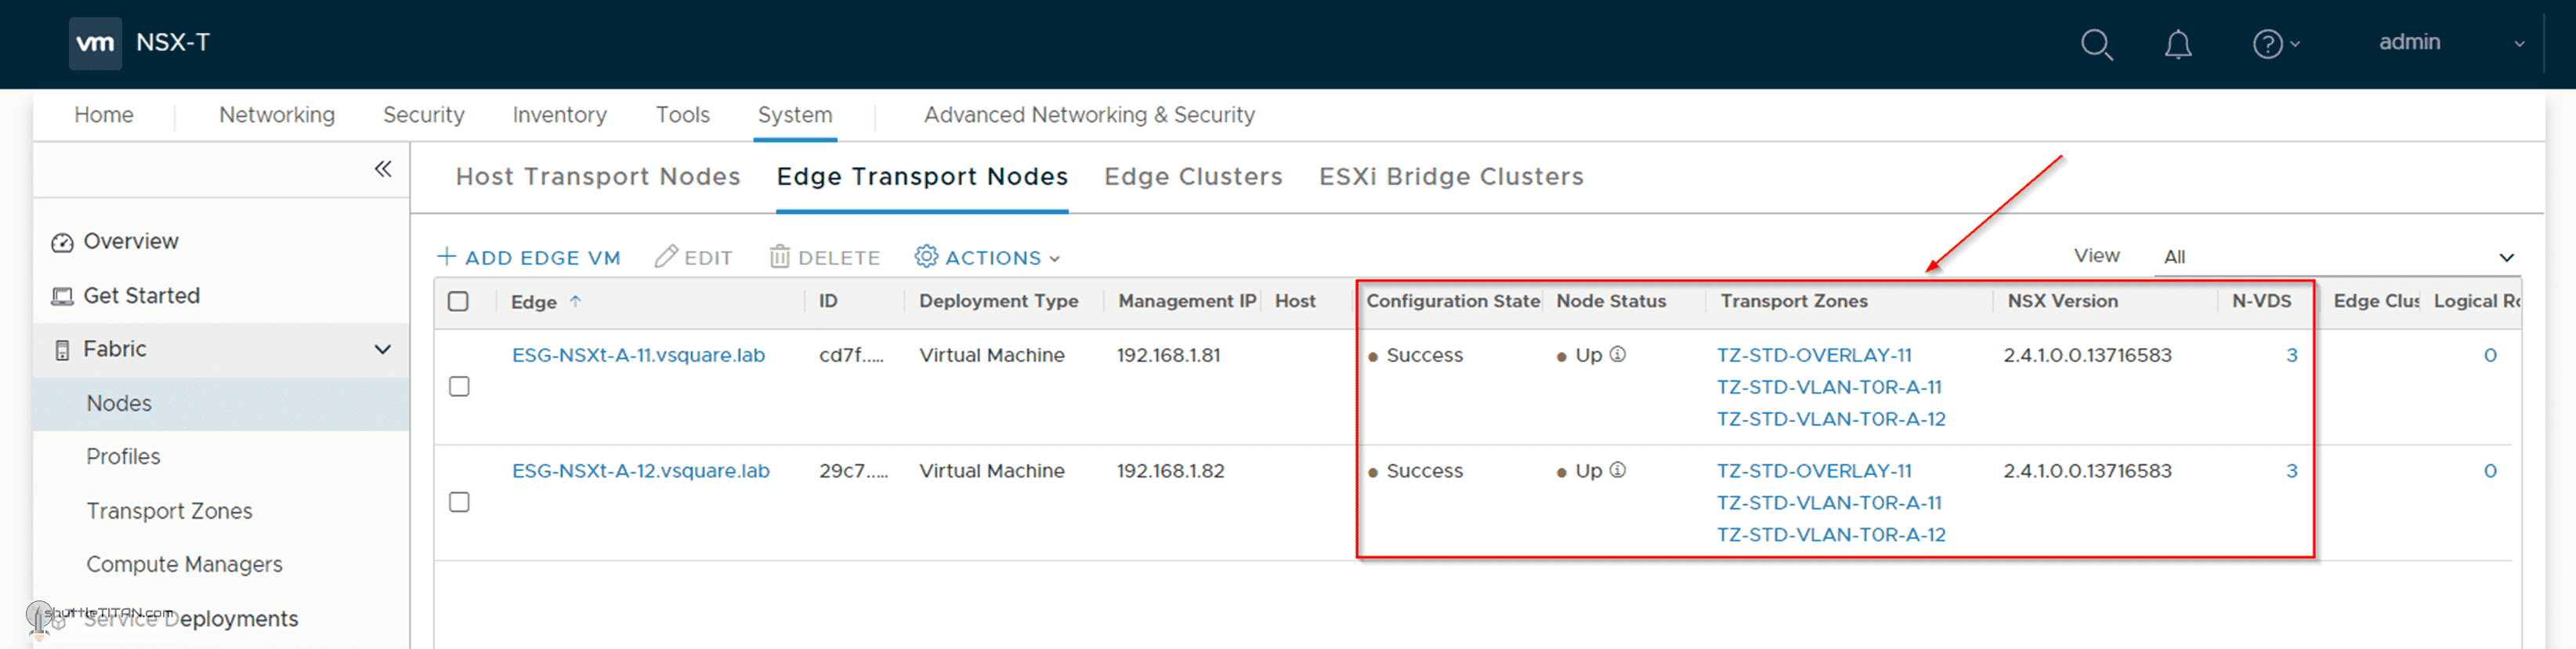 vm NSX-T admin
Home Networking Security Inventory Tools System Advanced Networking & Security
Host Transport Nodes Edge Transport Nodes Edge Clusters ESXi Bridge Clusters
Overview
Get Started
Fabric
Nodes
Profiles
Transport Zones
Compute Managers
Service Deployments
shuttleTITAN.com
+ ADD EDGE VM EDIT DELETE ACTIONS View All
Edge ↑ ID Deployment Type Management IP Host Configuration State Node Status Transport Zones NSX Version N-VDS Edge Clus Logical Ro
ESG-NSXt-A-11.vsquare.lab cd7f..... Virtual Machine 192.168.1.81 Success Up TZ-STD-OVERLAY-11 2.4.1.0.0.13716583 3 0
TZ-STD-VLAN-T0R-A-11
TZ-STD-VLAN-T0R-A-12
ESG-NSXt-A-12.vsquare.lab 29c7..... Virtual Machine 192.168.1.82 Success Up TZ-STD-OVERLAY-11 2.4.1.0.0.13716583 3 0
TZ-STD-VLAN-T0R-A-11
TZ-STD-VLAN-T0R-A-12